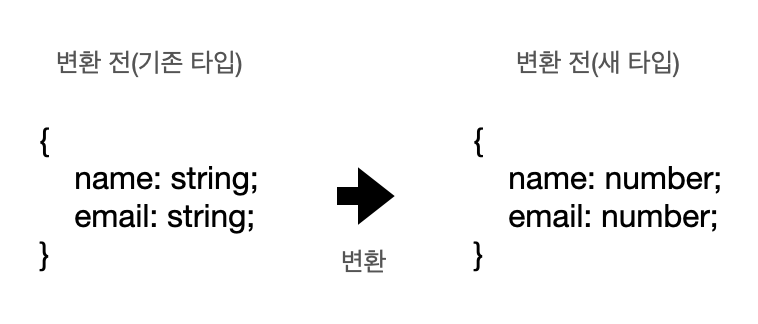 변환 전(기존 타입)
변환 전(새 타입)
{
name: string;
email: string;
}
변환
{
name: number;
email: number;
}